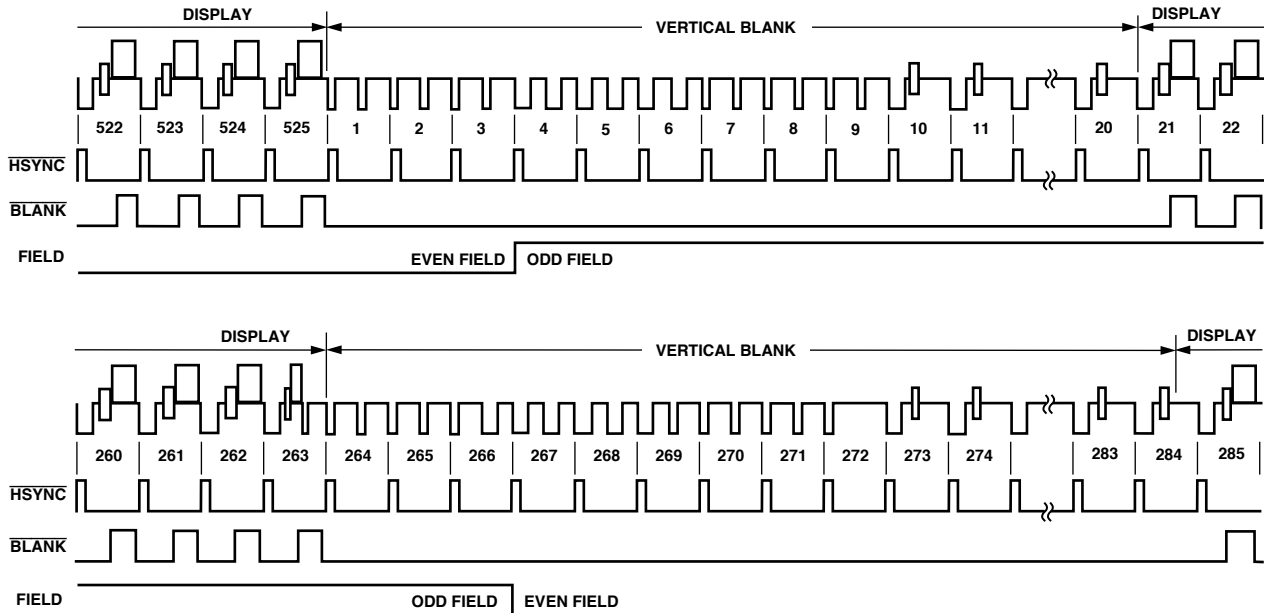 DISPLAY VERTICAL BLANK DISPLAY
522 523 524 525 1 2 3 4 5 6 7 8 9 10 11 20 21 22
HSYNC
BLANK
FIELD EVEN FIELD ODD FIELD
DISPLAY VERTICAL BLANK DISPLAY
260 261 262 263 264 265 266 267 268 269 270 271 272 273 274 283 284 285
HSYNC
BLANK
FIELD ODD FIELD EVEN FIELD